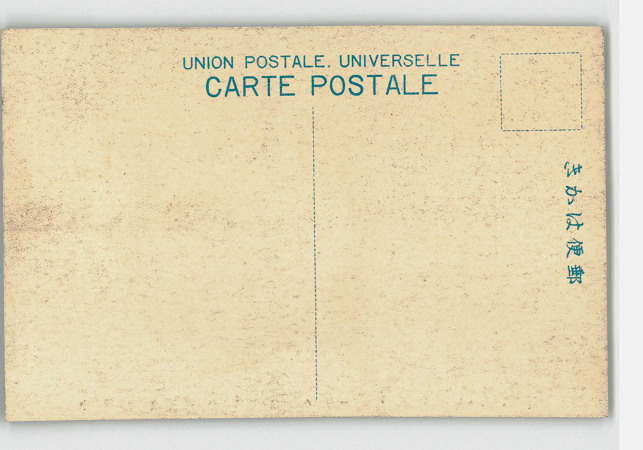 UNION POSTALE. UNIVERSELLE
CARTE POSTALE
郵便はかき